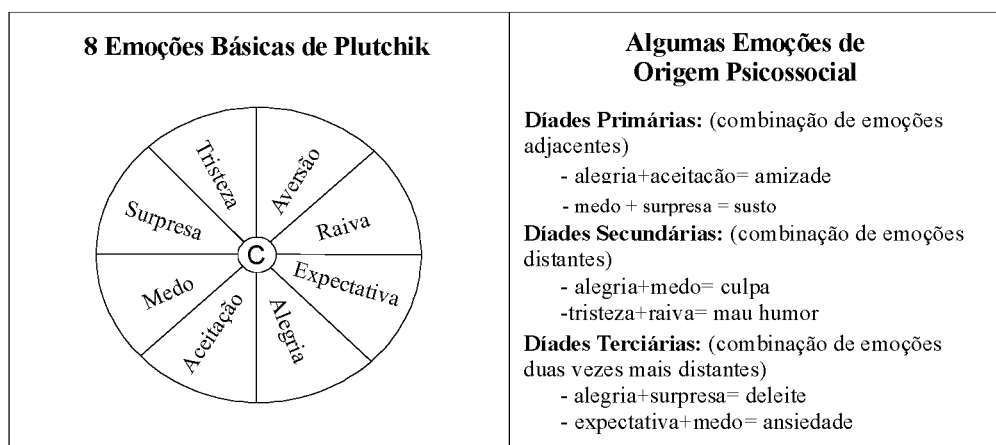 8 Emoções Básicas de Plutchik
Tristeza
Aversão
Surpresa
Raiva
C
Medo
Expectativa
Aceitação
Alegria
Algumas Emoções de
Origem Psicossocial
Díades Primárias: (combinação de emoções
adjacentes)
- alegria+aceitacão= amizade
- medo + surpresa = susto
Díades Secundárias: (combinação de emoções
distantes)
- alegria+medo= culpa
-tristeza+raiva= mau humor
Díades Terciárias: (combinação de emoções
duas vezes mais distantes)
- alegria+surpresa= deleite
- expectativa+medo= ansiedade